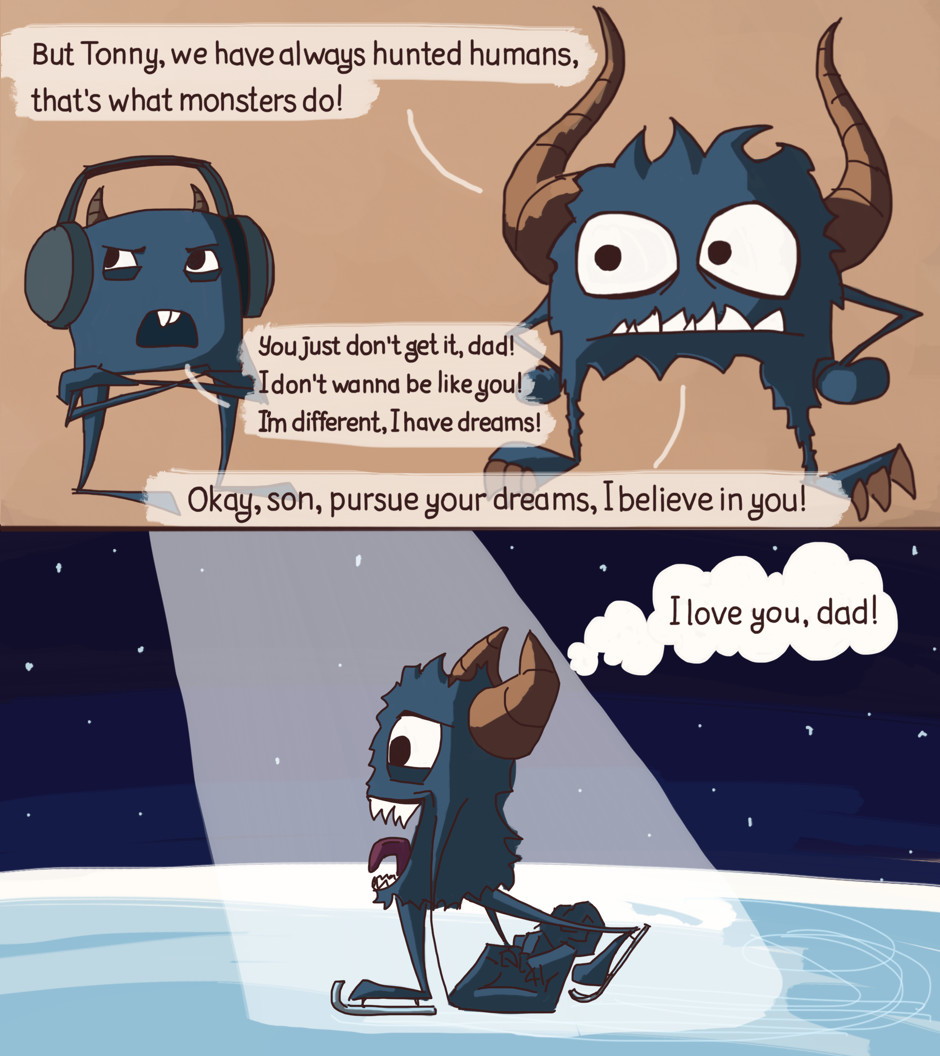 But Tonny, we have always hunted humans,
that's what monsters do!
You just don't get it, dad!
I don't wanna be like you!
I'm different, I have dreams!
Okay, son, pursue your dreams, I believe in you!
I love you, dad!